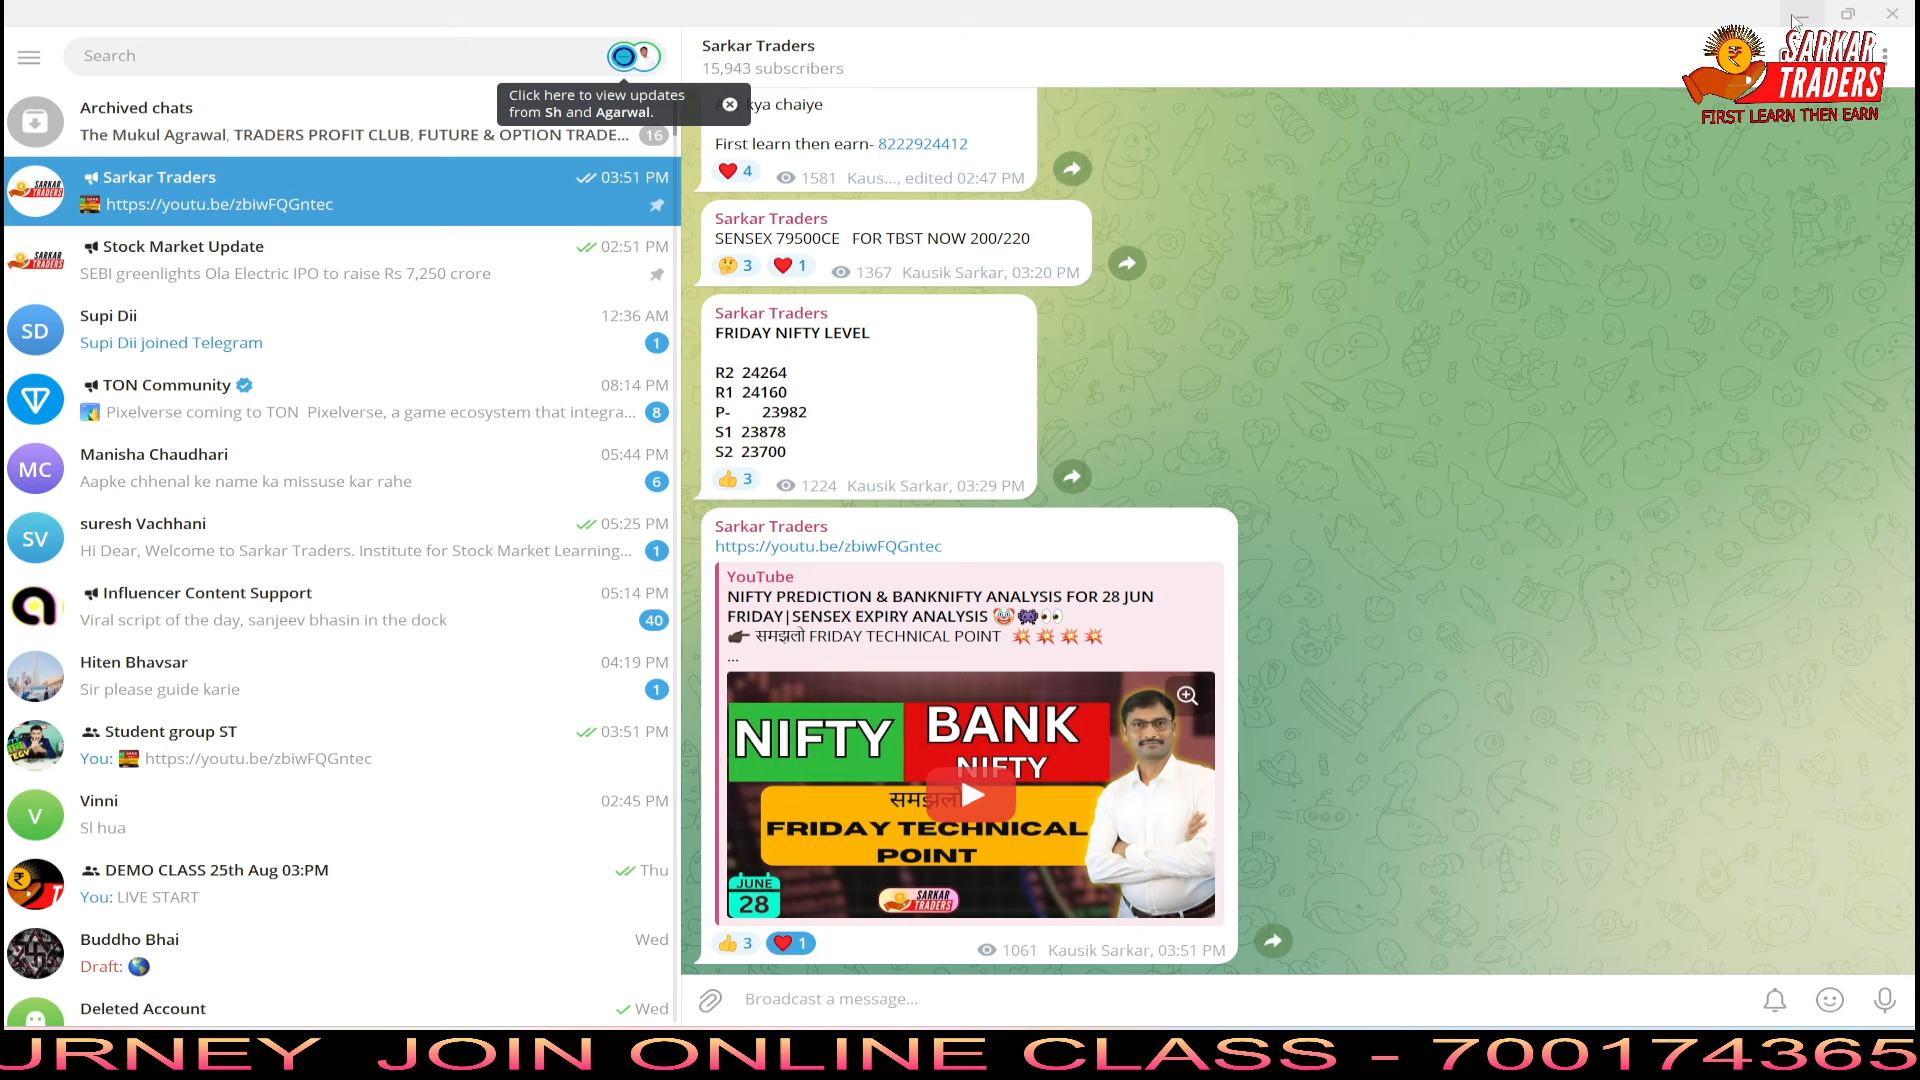 Search
Click here to view updates
from Sh and Agarwal.
Archived chats
The Mukul Agrawal, TRADERS PROFIT CLUB, FUTURE & OPTION TRADE... 16
Sarkar Traders 03:51 PM
https://youtu.be/zbiwFQGntec
Stock Market Update 02:51 PM
SEBI greenlights Ola Electric IPO to raise Rs 7,250 crore
SD
Supi Dii 12:36 AM
Supi Dii joined Telegram 1
TON Community 08:14 PM
Pixelverse coming to TON Pixelverse, a game ecosystem that integra... 8
MC
Manisha Chaudhari 05:44 PM
Aapke chhenal ke name ka missuse kar rahe 6
SV
suresh Vachhani 05:25 PM
Hi Dear, Welcome to Sarkar Traders. Institute for Stock Market Learning... 1
Influencer Content Support 05:14 PM
Viral script of the day, sanjeev bhasin in the dock 40
Hiten Bhavsar 04:19 PM
Sir please guide karie 1
Student group ST 03:51 PM
You: https://youtu.be/zbiwFQGntec
V
Vinni 02:45 PM
Sl hua
DEMO CLASS 25th Aug 03:PM Thu
You: LIVE START
Buddho Bhai Wed
Draft: 🌎
Deleted Account Wed
Sarkar Traders
15,943 subscribers
SARKAR
TRADERS
FIRST LEARN THEN EARN
kya chaiye
First learn then earn- 8222924412
❤️ 4 1581 Kaus..., edited 02:47 PM
Sarkar Traders
SENSEX 79500CE FOR TBST NOW 200/220
🤔 3 ❤️ 1 1367 Kausik Sarkar, 03:20 PM
Sarkar Traders
FRIDAY NIFTY LEVEL
R2 24264
R1 24160
P- 23982
S1 23878
S2 23700
👍 3 1224 Kausik Sarkar, 03:29 PM
Sarkar Traders
https://youtu.be/zbiwFQGntec
YouTube
NIFTY PREDICTION & BANKNIFTY ANALYSIS FOR 28 JUN
FRIDAY|SENSEX EXPIRY ANALYSIS 🤡👾👀
👉🏿 समझलो FRIDAY TECHNICAL POINT 💥💥💥💥
...
NIFTY
BANK
NIFTY
समझलो
FRIDAY TECHNICAL
POINT
JUNE
28
SARKAR
TRADERS
👍 3 ❤️ 1 1061 Kausik Sarkar, 03:51 PM
Broadcast a message...
URNEY JOIN ONLINE CLASS - 700174365